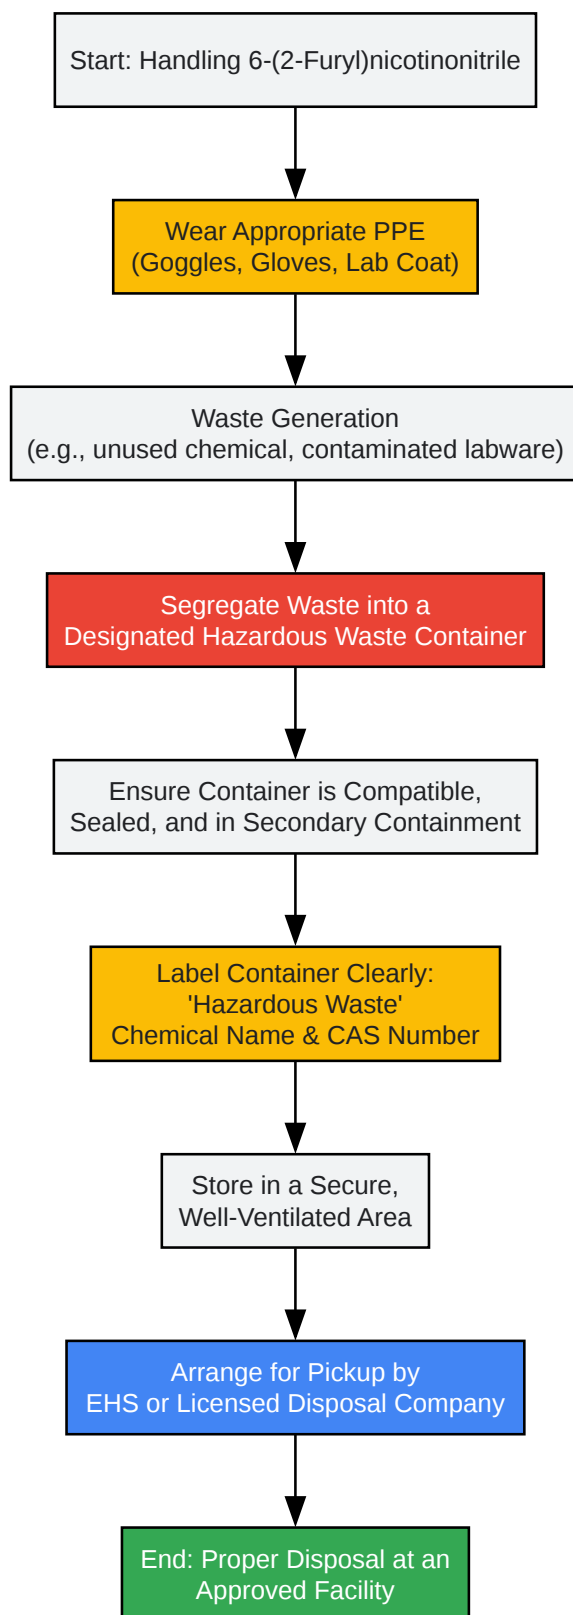 Start: Handling 6-(2-Furyl)nicotinonitrile
Wear Appropriate PPE
(Goggles, Gloves, Lab Coat)
Waste Generation
(e.g., unused chemical, contaminated labware)
Segregate Waste into a
Designated Hazardous Waste Container
Ensure Container is Compatible,
Sealed, and in Secondary Containment
Label Container Clearly:
'Hazardous Waste'
Chemical Name & CAS Number
Store in a Secure,
Well-Ventilated Area
Arrange for Pickup by
EHS or Licensed Disposal Company
End: Proper Disposal at an
Approved Facility